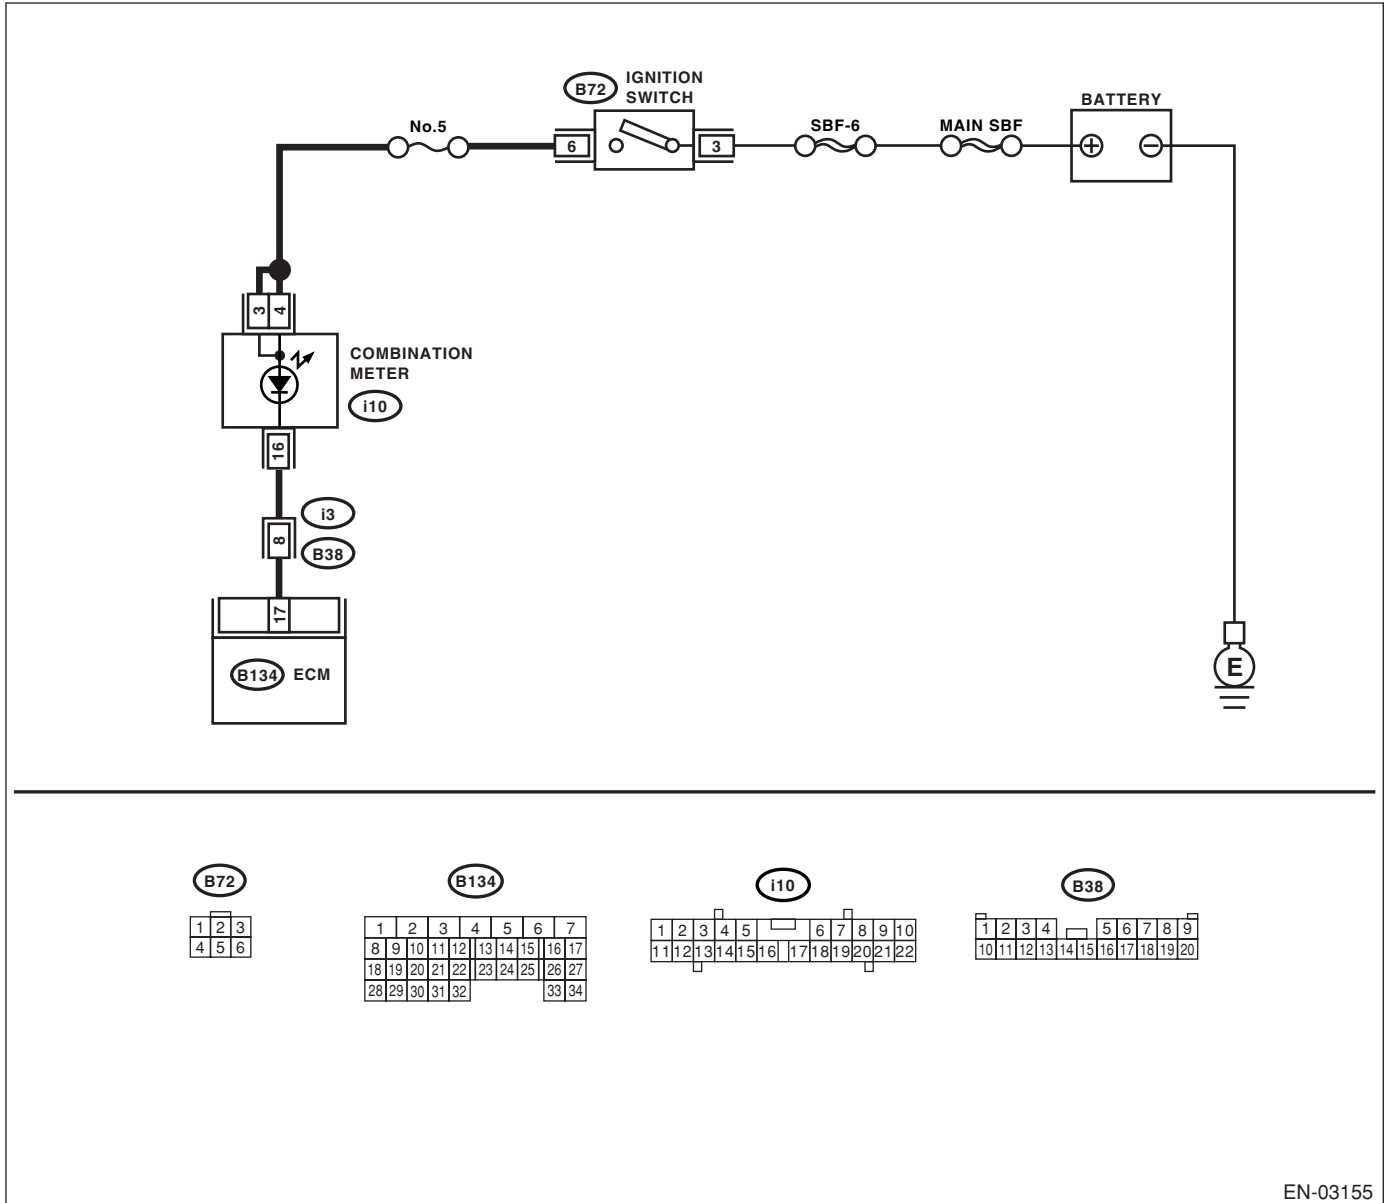 B72 IGNITION
SWITCH
BATTERY
No.5
SBF-6
MAIN SBF
6
3
+
−
3 4
COMBINATION
METER
i10
16
i3
8
B38
17
B134 ECM
E
B72
1 2 3
4 5 6
B134
1 2 3 4 5 6 7
8 9 10 11 12 13 14 15 16 17
18 19 20 21 22 23 24 25 26 27
28 29 30 31 32 33 34
i10
1 2 3 4 5 6 7 8 9 10
11 12 13 14 15 16 17 18 19 20 21 22
B38
1 2 3 4 5 6 7 8 9
10 11 12 13 14 15 16 17 18 19 20
EN-03155